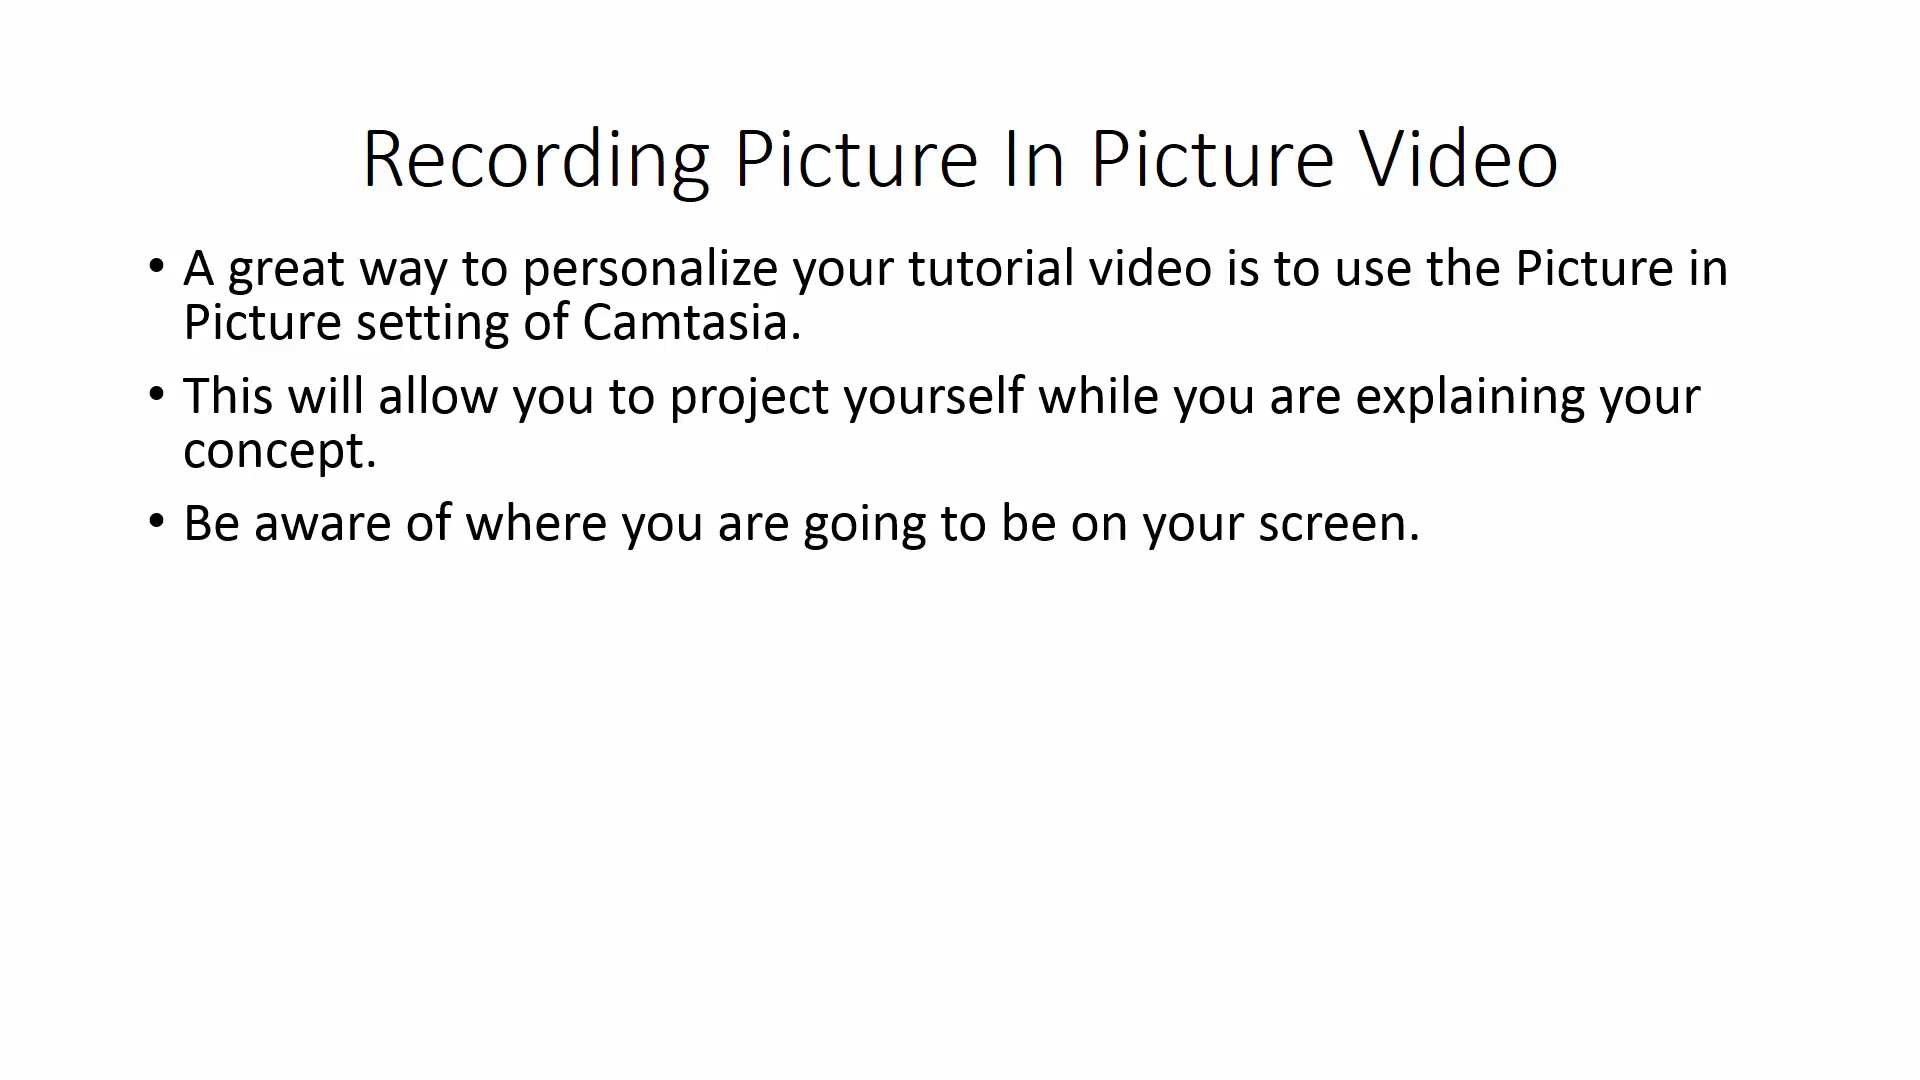 Recording Picture In Picture Video
• A great way to personalize your tutorial video is to use the Picture in
Picture setting of Camtasia.
• This will allow you to project yourself while you are explaining your
concept.
• Be aware of where you are going to be on your screen.